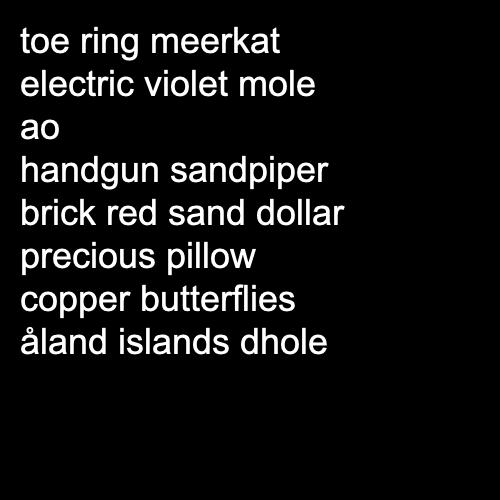 toe ring meerkat
electric violet mole
ao
handgun sandpiper
brick red sand dollar
precious pillow
copper butterflies
åland islands dhole